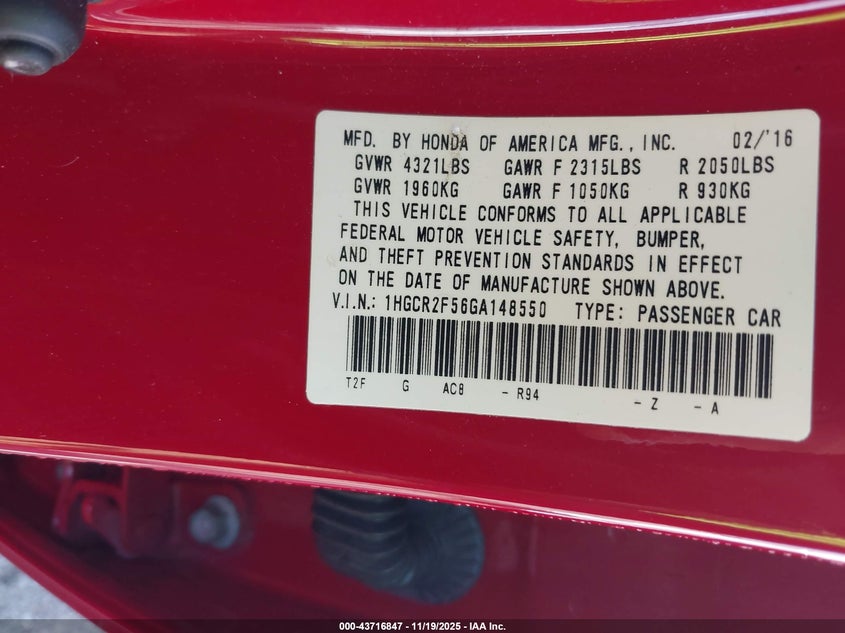 MFD. BY HONDA OF AMERICA MFG., INC. 02/'16
GVWR 4321LBS GAWR F 2315LBS R 2050LBS
GVWR 1960KG GAWR F 1050KG R 930KG
THIS VEHICLE CONFORMS TO ALL APPLICABLE
FEDERAL MOTOR VEHICLE SAFETY, BUMPER,
AND THEFT PREVENTION STANDARDS IN EFFECT
ON THE DATE OF MANUFACTURE SHOWN ABOVE.
V.I.N.: 1HGCR2F56GA148550 TYPE: PASSENGER CAR
T2F G AC8 - R94 - Z - A
000-43716847 - 11/19/2025 - IAA Inc.